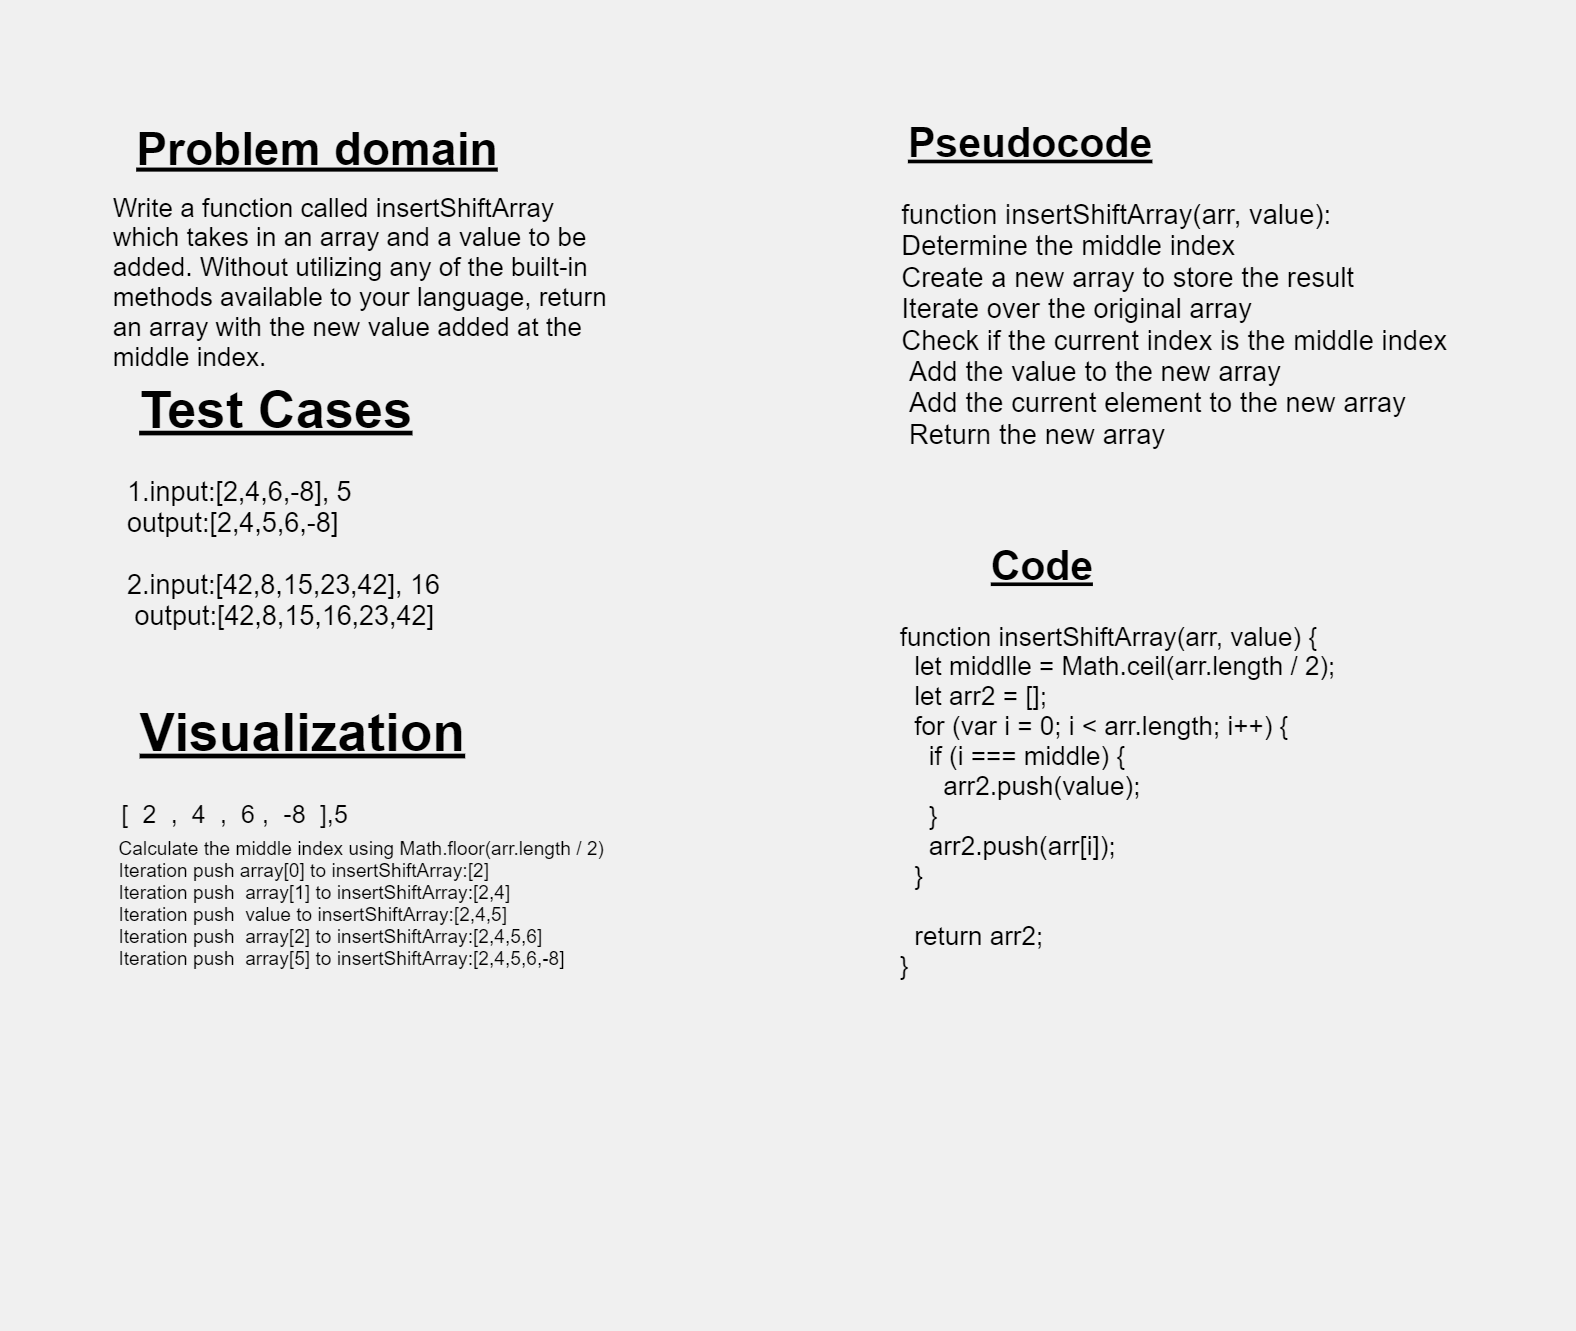 Problem domain
Write a function called insertShiftArray
which takes in an array and a value to be
added. Without utilizing any of the built-in
methods available to your language, return
an array with the new value added at the
middle index.
Test Cases
1.input:[2,4,6,-8], 5
output:[2,4,5,6,-8]
2.input:[42,8,15,23,42], 16
output:[42,8,15,16,23,42]
Visualization
[ 2 , 4 , 6 , -8 ],5
Calculate the middle index using Math.floor(arr.length / 2)
Iteration push array[0] to insertShiftArray:[2]
Iteration push array[1] to insertShiftArray:[2,4]
Iteration push value to insertShiftArray:[2,4,5]
Iteration push array[2] to insertShiftArray:[2,4,5,6]
Iteration push array[5] to insertShiftArray:[2,4,5,6,-8]
Pseudocode
function insertShiftArray(arr, value):
Determine the middle index
Create a new array to store the result
Iterate over the original array
Check if the current index is the middle index
Add the value to the new array
Add the current element to the new array
Return the new array
Code
function insertShiftArray(arr, value) {
let middlle = Math.ceil(arr.length / 2);
let arr2 = [];
for (var i = 0; i < arr.length; i++) {
if (i === middle) {
arr2.push(value);
}
arr2.push(arr[i]);
}
return arr2;
}